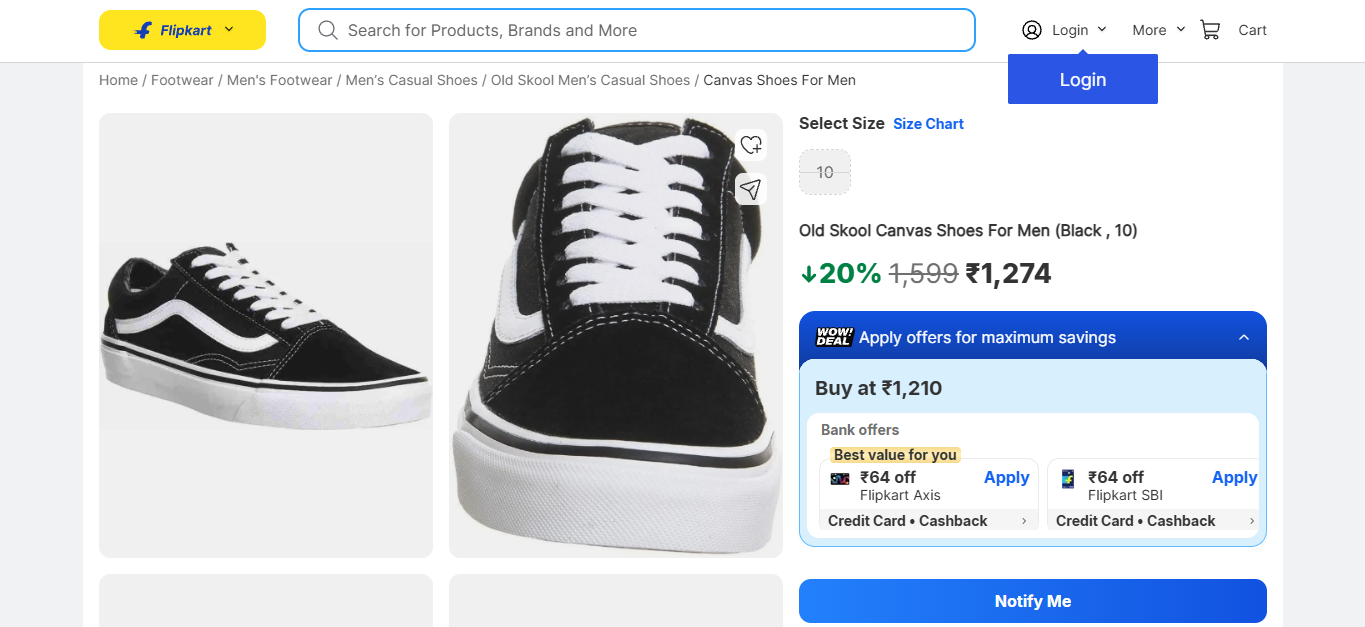 Flipkart
Search for Products, Brands and More
Login
More
Cart
Login
Home / Footwear / Men's Footwear / Men's Casual Shoes / Old Skool Men's Casual Shoes / Canvas Shoes For Men
Select Size Size Chart
10
Old Skool Canvas Shoes For Men (Black , 10)
↓20% 1,599 ₹1,274
WOW! DEAL Apply offers for maximum savings
Buy at ₹1,210
Bank offers
Best value for you
₹64 off Apply
Flipkart Axis
Credit Card • Cashback ›
₹64 off Apply
Flipkart SBI
Credit Card • Cashback ›
Notify Me